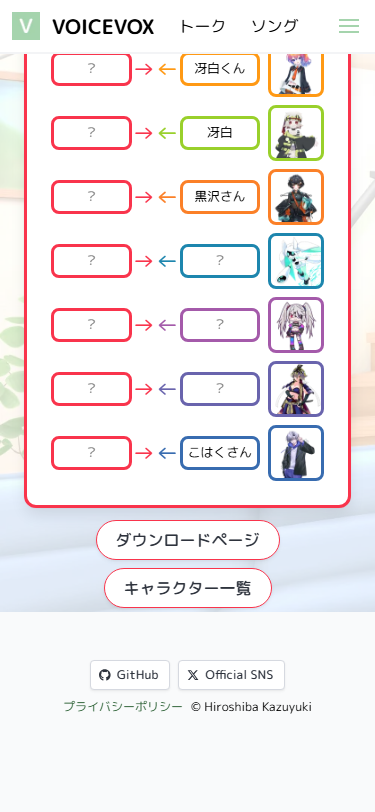 V VOICEVOX トーク ソング
? → ← 冴白くん
? → ← 冴白
? → ← 黒沢さん
? → ← ?
? → ← ?
? → ← ?
? → ← こはくさん
ダウンロードページ
キャラクター一覧
GitHub Official SNS
プライバシーポリシー © Hiroshiba Kazuyuki